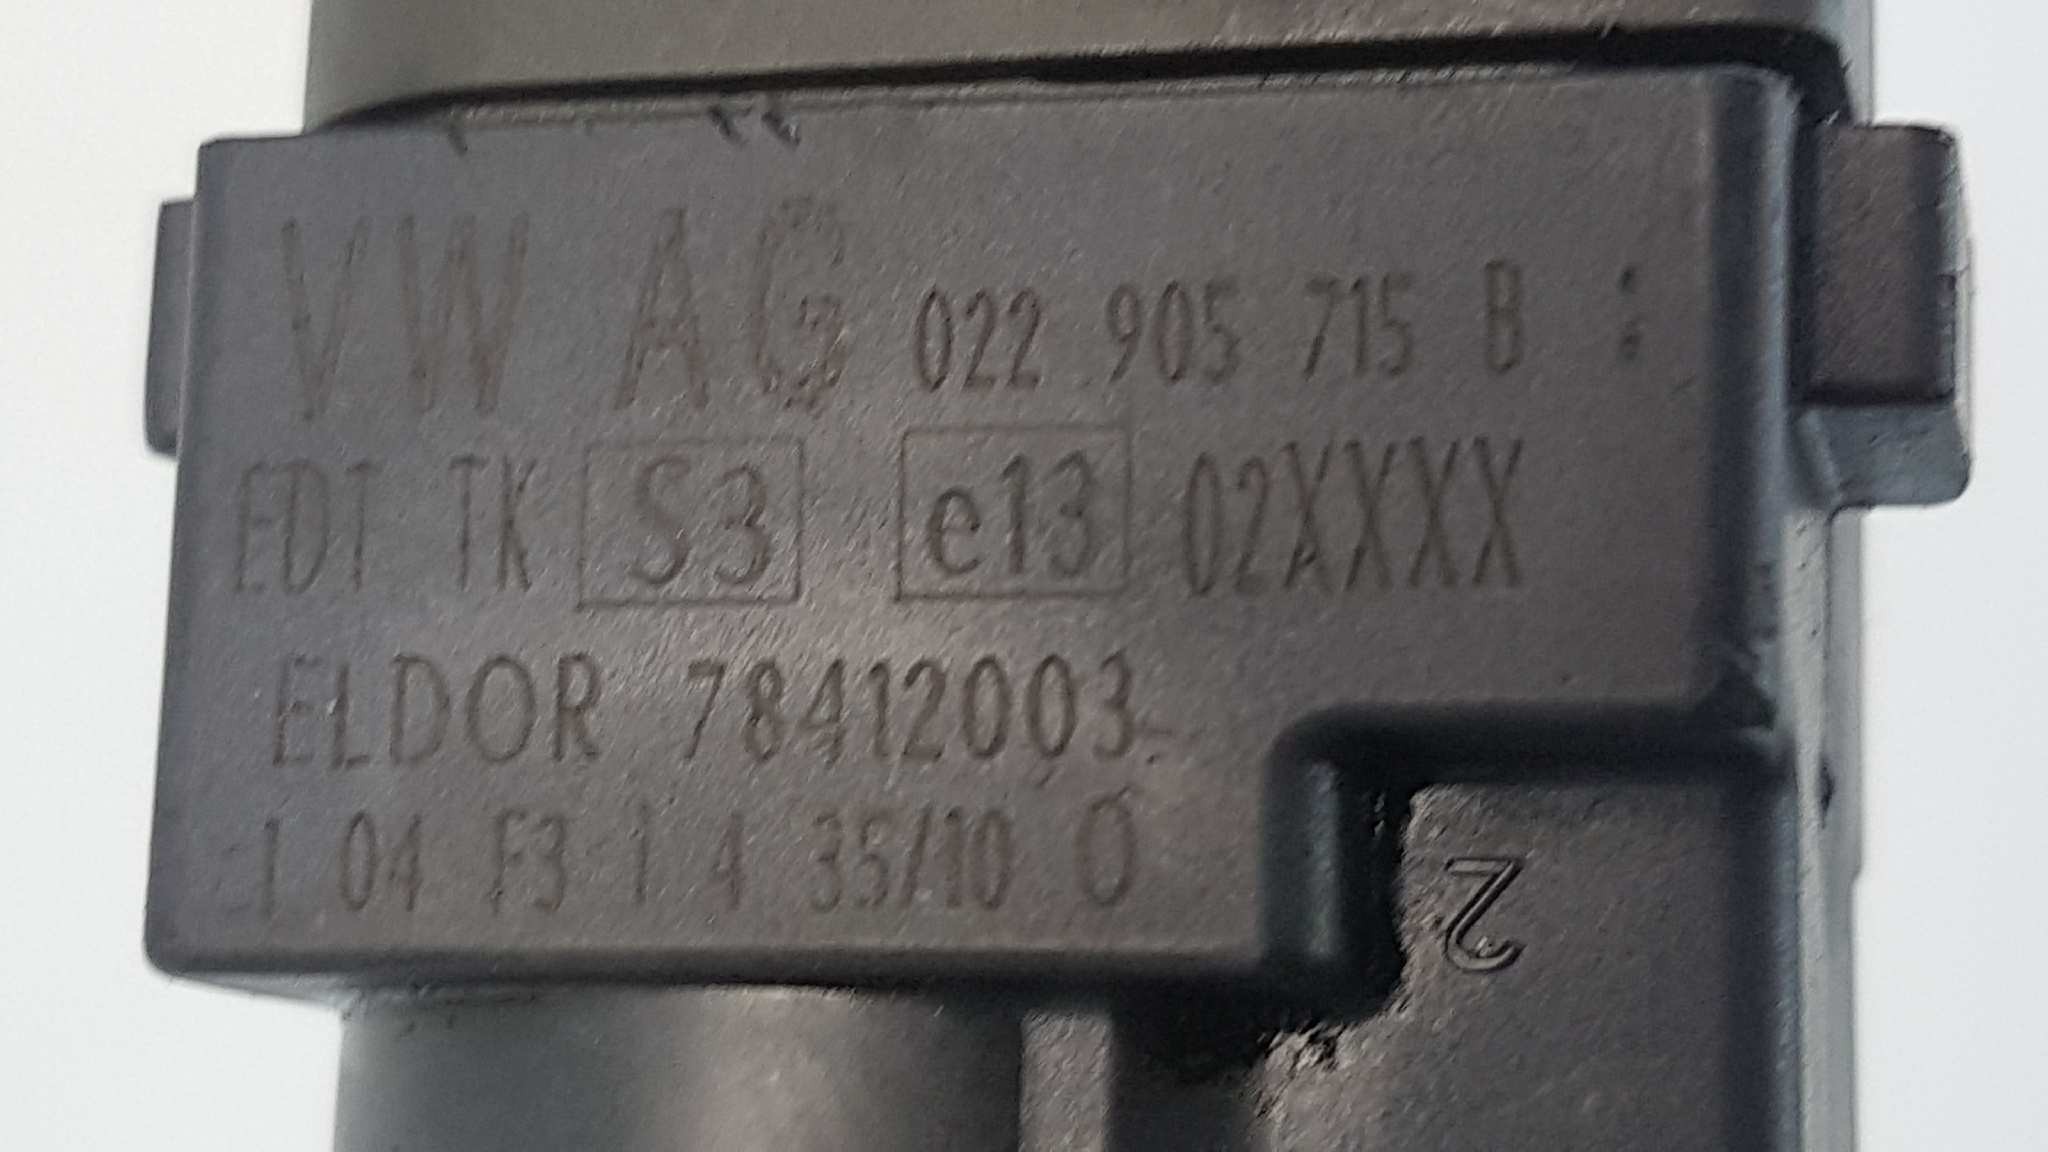 VW AG 022 905 715 B :
EDT TK S3 e13 02XXXX
ELDOR 78412003
1 04 F3 1 4 35/10 O
2